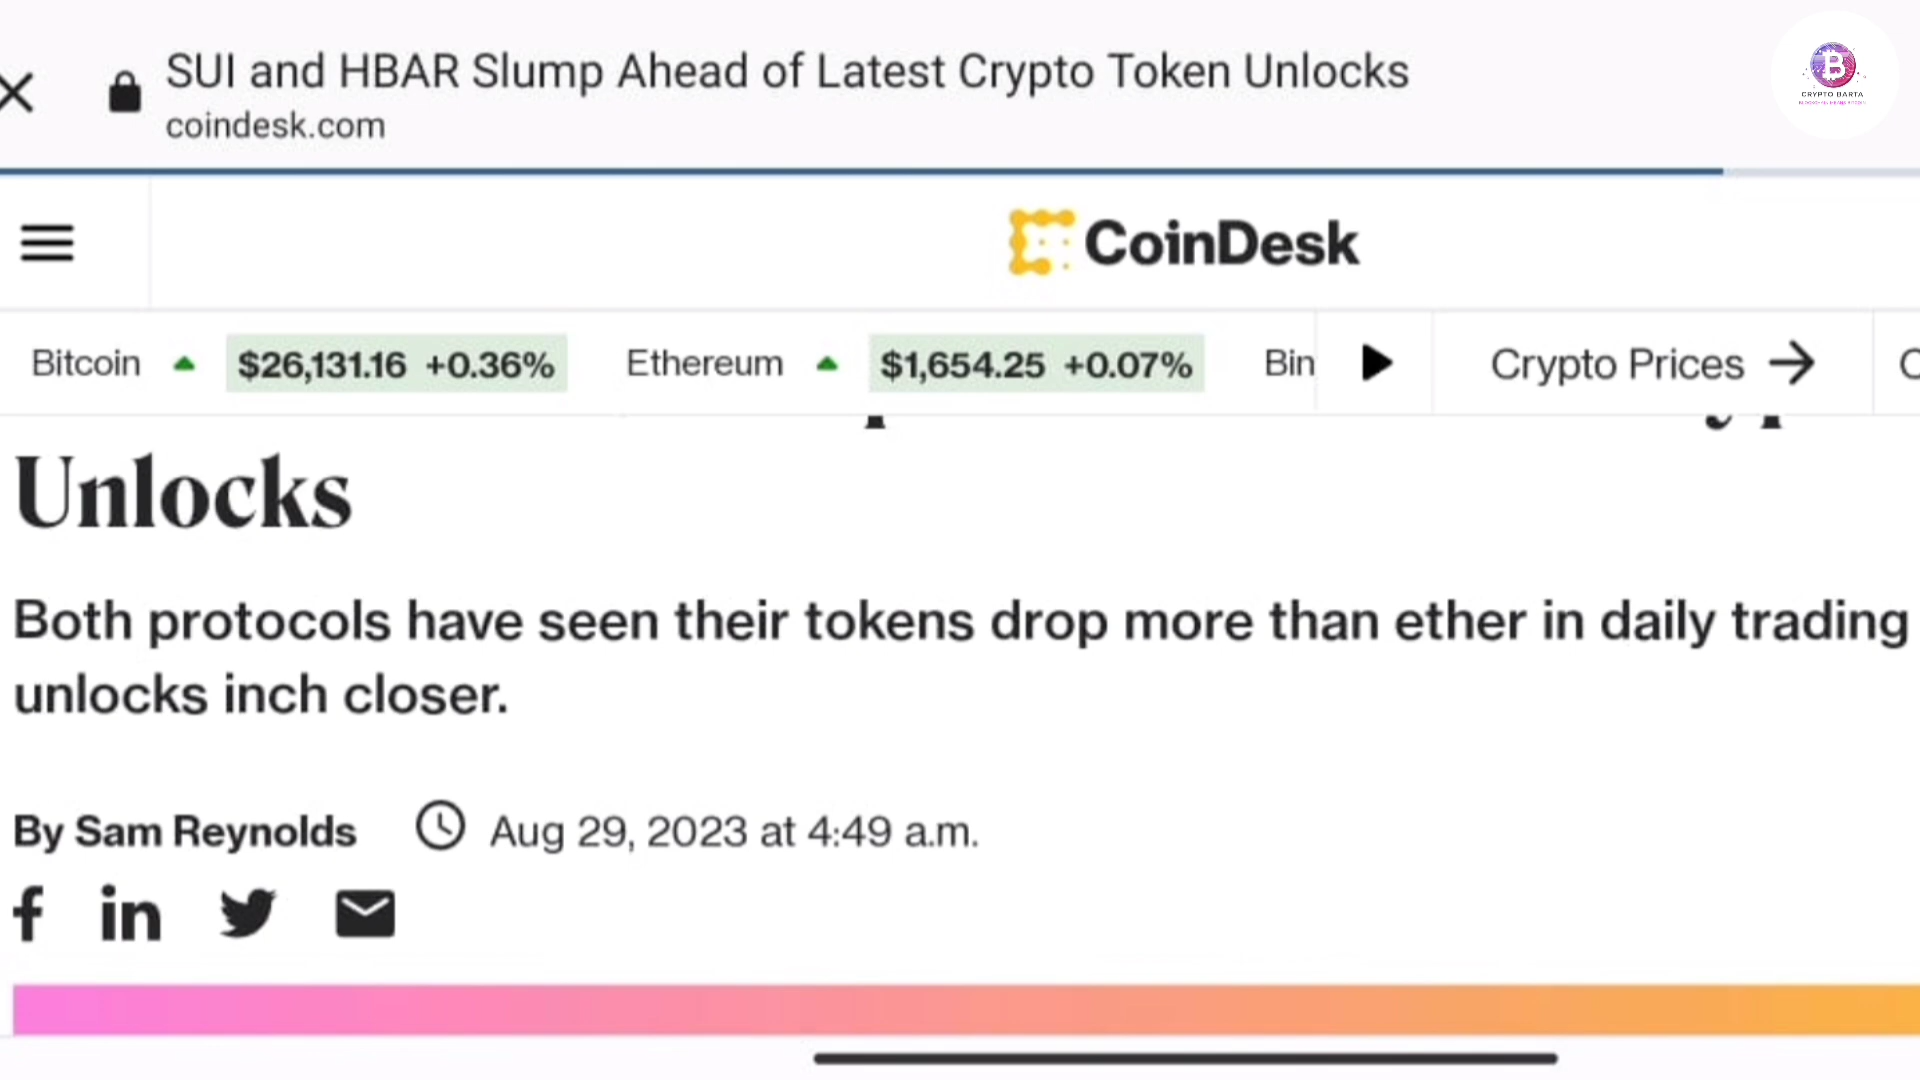 SUI and HBAR Slump Ahead of Latest Crypto Token Unlocks
coindesk.com
CRYPTO BARTA
CoinDesk
Bitcoin $26,131.16 +0.36% Ethereum $1,654.25 +0.07% Bin Crypto Prices
Unlocks
Both protocols have seen their tokens drop more than ether in daily trading
unlocks inch closer.
By Sam Reynolds Aug 29, 2023 at 4:49 a.m.